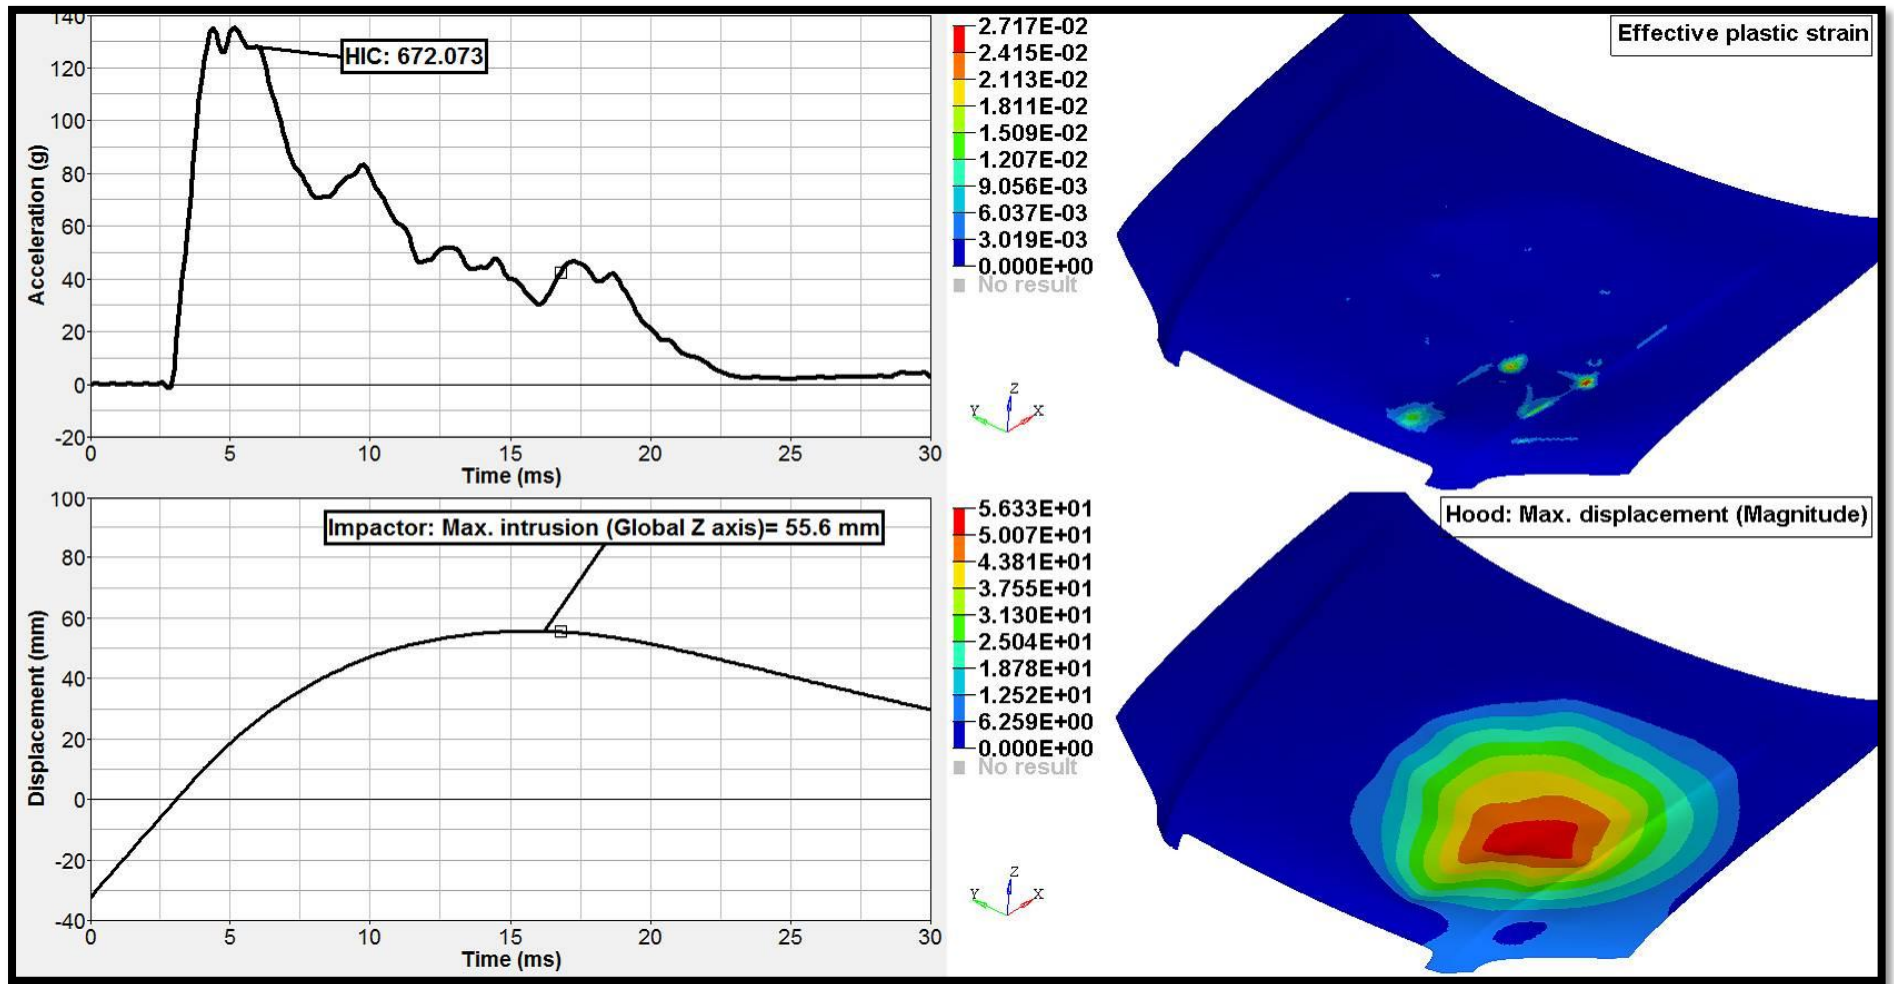 140
120
100
80
60
40
20
0
-20
Acceleration (g)
HIC: 672.073
0 5 10 15 20 25 30
Time (ms)
2.717E-02
2.415E-02
2.113E-02
1.811E-02
1.509E-02
1.207E-02
9.056E-03
6.037E-03
3.019E-03
0.000E+00
No result
Effective plastic strain
Z
Y
X
100
80
60
40
20
0
-20
-40
Displacement (mm)
Impactor: Max. intrusion (Global Z axis)= 55.6 mm
0 5 10 15 20 25 30
Time (ms)
5.633E+01
5.007E+01
4.381E+01
3.755E+01
3.130E+01
2.504E+01
1.878E+01
1.252E+01
6.259E+00
0.000E+00
No result
Hood: Max. displacement (Magnitude)
Z
Y
X